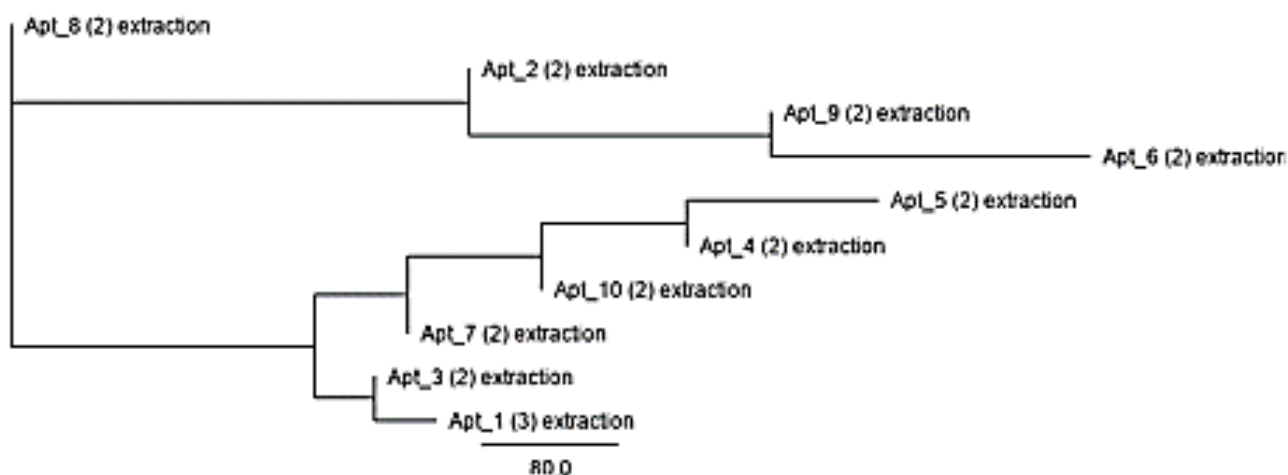 Apt_8 (2) extraction
Apt_2 (2) extraction
Apt_9 (2) extraction
Apt_6 (2) extraction
Apt_5 (2) extraction
Apt_4 (2) extraction
Apt_10 (2) extraction
Apt_7 (2) extraction
Apt_3 (2) extraction
Apt_1 (3) extraction
80.0